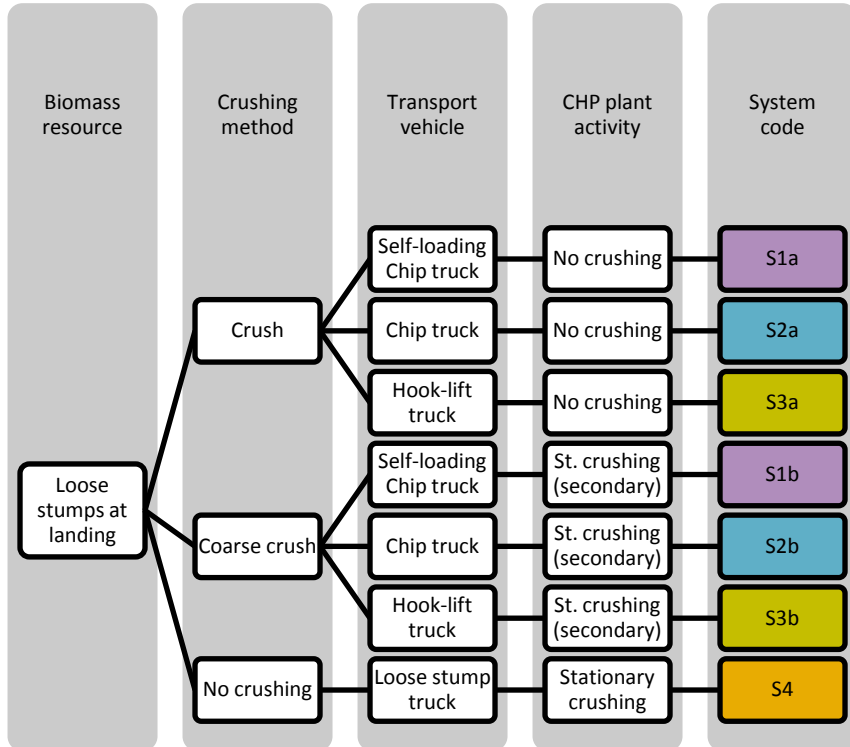 Biomass
resource
Crushing
method
Transport
vehicle
CHP plant
activity
System
code
Self-loading
Chip truck
No crushing
S1a
Crush
Chip truck
No crushing
S2a
Hook-lift
truck
No crushing
S3a
Loose
stumps at
landing
Self-loading
Chip truck
St. crushing
(secondary)
S1b
Coarse crush
Chip truck
St. crushing
(secondary)
S2b
Hook-lift
truck
St. crushing
(secondary)
S3b
No crushing
Loose stump
truck
Stationary
crushing
S4